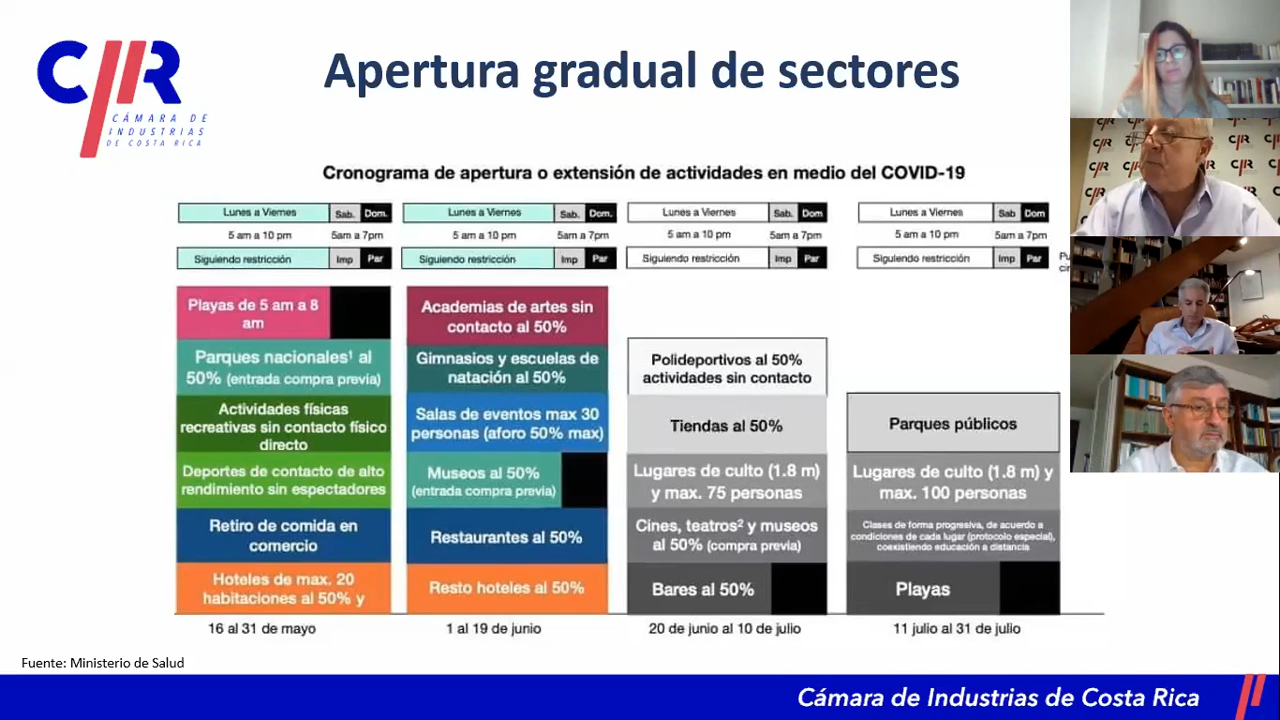 CIR
CÁMARA DE
INDUSTRIAS
DE COSTA RICA
Apertura gradual de sectores
Cronograma de apertura o extensión de actividades en medio del COVID-19
Lunes a Viernes Sab. Dom.
5 am a 10 pm 5am a 7pm
Siguiendo restricción Imp Par
Lunes a Viernes Sab. Dom.
5 am a 10 pm 5am a 7pm
Siguiendo restricción Imp Par
Lunes a Viernes Sab. Dom
5 am a 10 pm 5am a 7pm
Siguiendo restricción Imp Par
Lunes a Viernes Sab Dom
5 am a 10 pm 5am a 7pm
Siguiendo restricción Imp Par
Playas de 5 am a 8
am
Parques nacionales¹ al
50% (entrada compra previa)
Actividades físicas
recreativas sin contacto físico
directo
Deportes de contacto de alto
rendimiento sin espectadores
Retiro de comida en
comercio
Hoteles de max. 20
habitaciones al 50% y
16 al 31 de mayo
Academias de artes sin
contacto al 50%
Gimnasios y escuelas de
natación al 50%
Salas de eventos max 30
personas (aforo 50% max)
Museos al 50%
(entrada compra previa)
Restaurantes al 50%
Resto hoteles al 50%
1 al 19 de junio
Polideportivos al 50%
actividades sin contacto
Tiendas al 50%
Lugares de culto (1.8 m)
y max. 75 personas
Cines, teatros² y museos
al 50% (compra previa)
Bares al 50%
20 de junio al 10 de julio
Parques públicos
Lugares de culto (1.8 m) y
max. 100 personas
Clases de forma progresiva, de acuerdo a
condiciones de cada lugar (protocolo especial),
coexistiendo educación a distancia
Playas
11 julio al 31 de julio
Fuente: Ministerio de Salud
Cámara de Industrias de Costa Rica